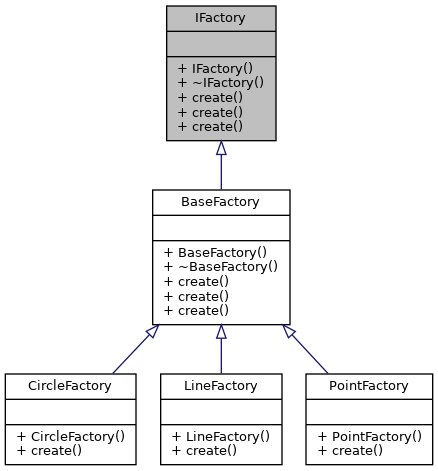 IFactory
+ IFactory()
+ ~IFactory()
+ create()
+ create()
+ create()
BaseFactory
+ BaseFactory()
+ ~BaseFactory()
+ create()
+ create()
+ create()
CircleFactory
+ CircleFactory()
+ create()
LineFactory
+ LineFactory()
+ create()
PointFactory
+ PointFactory()
+ create()